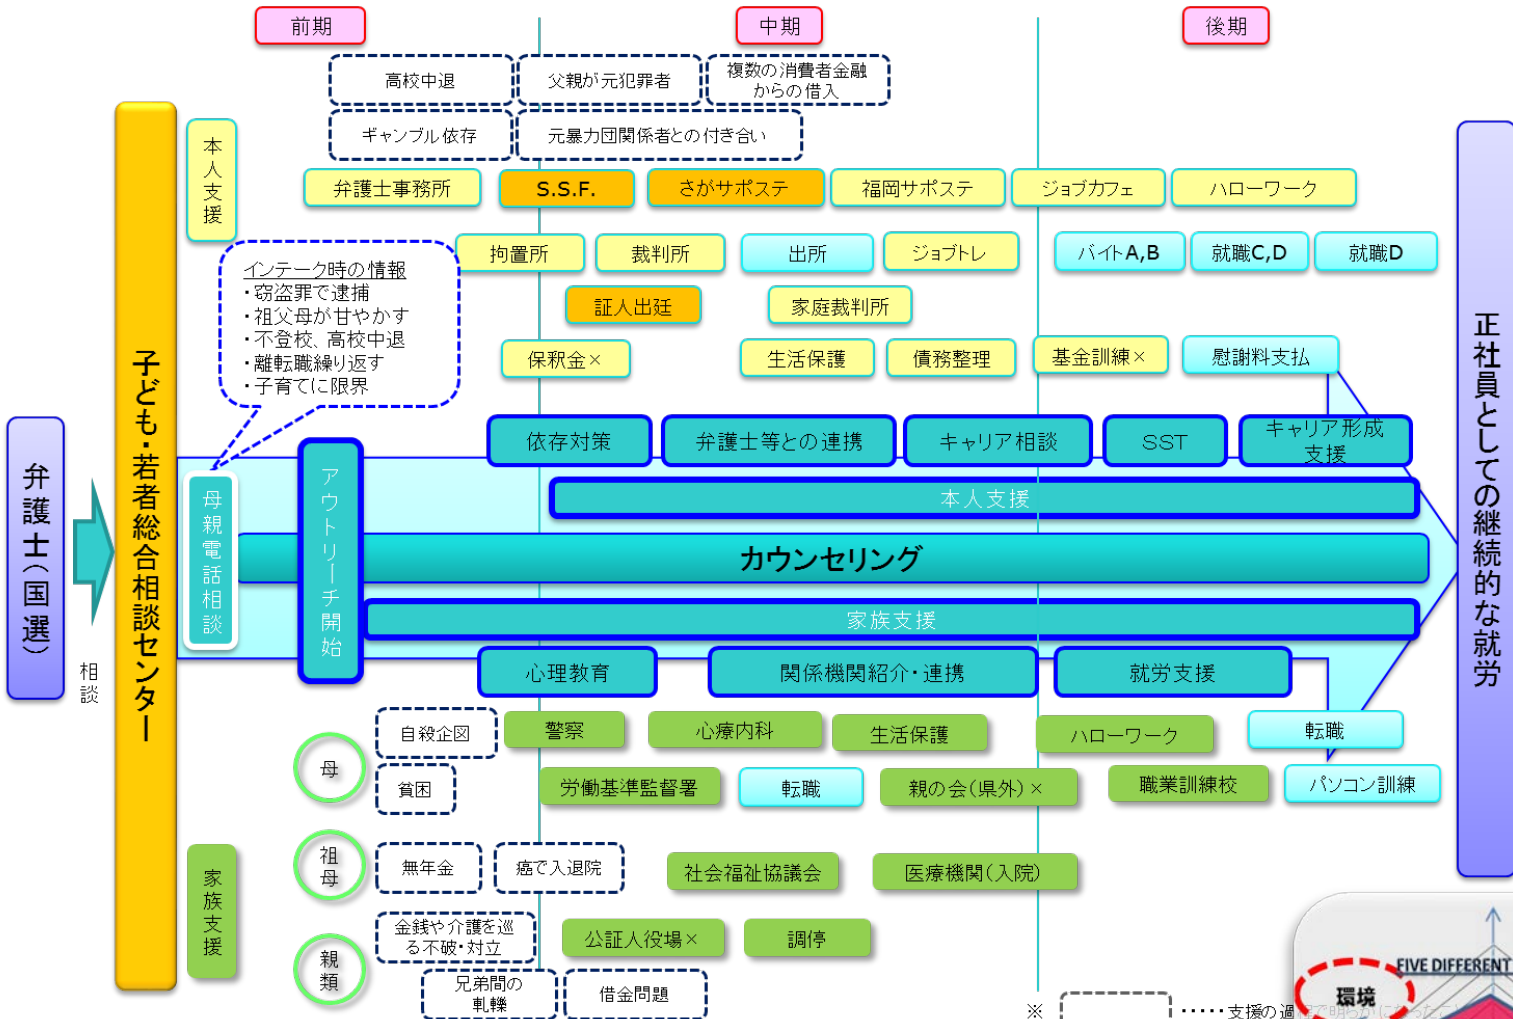 前期
中期
後期
高校中退
父親が元犯罪者
複数の消費者金融
からの借入
ギャンブル依存
元暴力団関係者との付き合い
本人支援
弁護士事務所
S.S.F.
さがサポステ
福岡サポステ
ジョブカフェ
ハローワーク
拘置所
裁判所
出所
ジョブトレ
バイトA,B
就職C,D
就職D
インテーク時の情報
・窃盗罪で逮捕
・祖父母が甘やかす
・不登校、高校中退
・離転職繰り返す
・子育てに限界
証人出廷
家庭裁判所
保釈金×
生活保護
債務整理
基金訓練×
慰謝料支払
弁護士(国選)
相談
子ども・若者総合相談センター
母親電話相談
アウトリーチ開始
依存対策
弁護士等との連携
キャリア相談
SST
キャリア形成
支援
本人支援
カウンセリング
家族支援
心理教育
関係機関紹介・連携
就労支援
正社員としての継続的な就労
家族支援
母
自殺企図
警察
心療内科
生活保護
ハローワーク
転職
貧困
労働基準監督署
転職
親の会(県外)×
職業訓練校
パソコン訓練
祖母
無年金
癌で入退院
社会福祉協議会
医療機関(入院)
親類
金銭や介護を巡
る不破・対立
公証人役場×
調停
兄弟間の
軋轢
借金問題
FIVE DIFFERENT
環境
※
・・・・・支援の過程で明らかになったこと